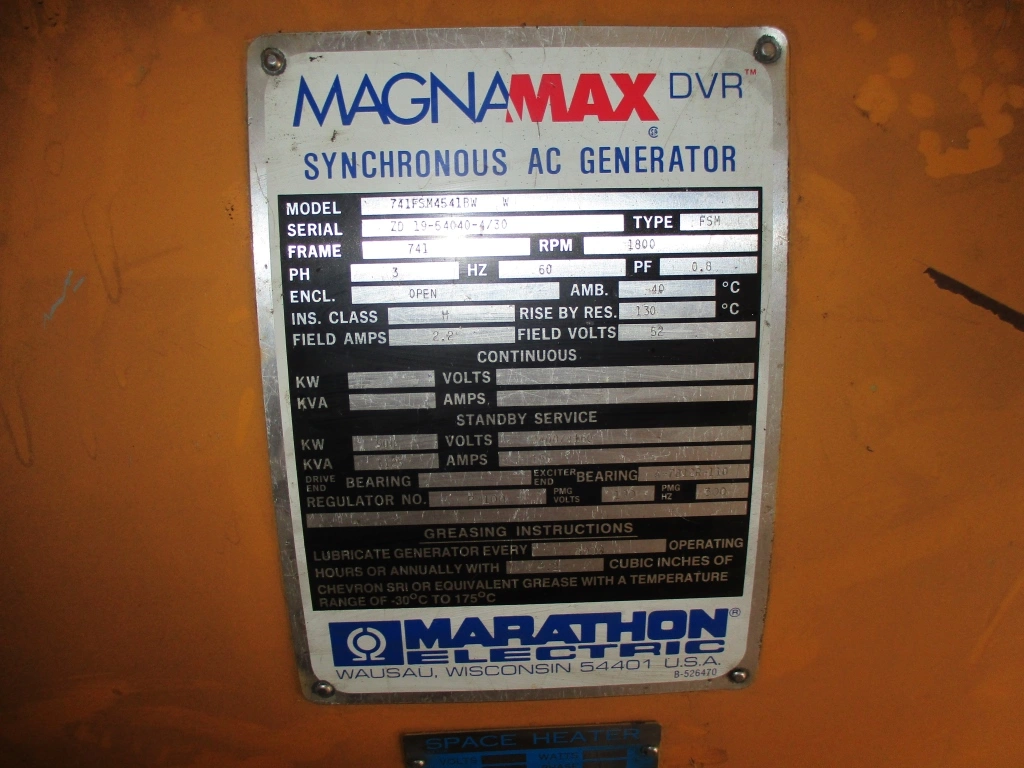 MAGNAMAX DVR™
SYNCHRONOUS AC GENERATOR
MODEL 741FSM4541BW W
SERIAL ZD 19-64040-4/30 TYPE FSM
FRAME 741 RPM 1800
PH 3 HZ 60 PF 0.8
ENCL. OPEN AMB. 40 °C
INS. CLASS H RISE BY RES. 130 °C
FIELD AMPS FIELD VOLTS 52
CONTINUOUS
KW VOLTS
KVA AMPS
STANDBY SERVICE
KW VOLTS
KVA AMPS
DRIVE END BEARING EXCITER END BEARING
REGULATOR NO. PMG VOLTS PMG HZ
GREASING INSTRUCTIONS
LUBRICATE GENERATOR EVERY OPERATING
HOURS OR ANNUALLY WITH CUBIC INCHES OF
CHEVRON SRI OR EQUIVALENT GREASE WITH A TEMPERATURE
RANGE OF -30°C TO 175°C
MARATHON®
ELECTRIC
WAUSAU, WISCONSIN 54401 U.S.A.
B-526470
SPACE HEATER
VOLTS